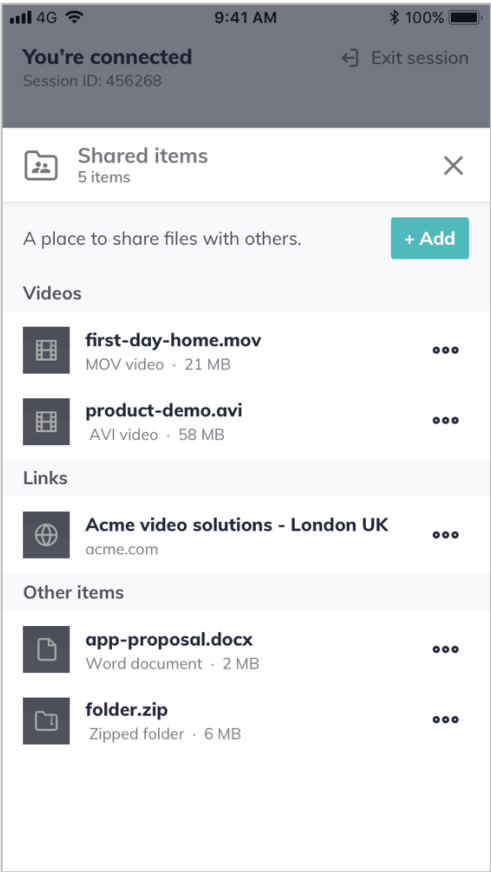 4G 9:41 AM 100%
You’re connected Exit session
Session ID: 456268
Shared items
5 items
A place to share files with others. + Add
Videos
first-day-home.mov
MOV video · 21 MB
product-demo.avi
AVI video · 58 MB
Links
Acme video solutions - London UK
acme.com
Other items
app-proposal.docx
Word document · 2 MB
folder.zip
Zipped folder · 6 MB